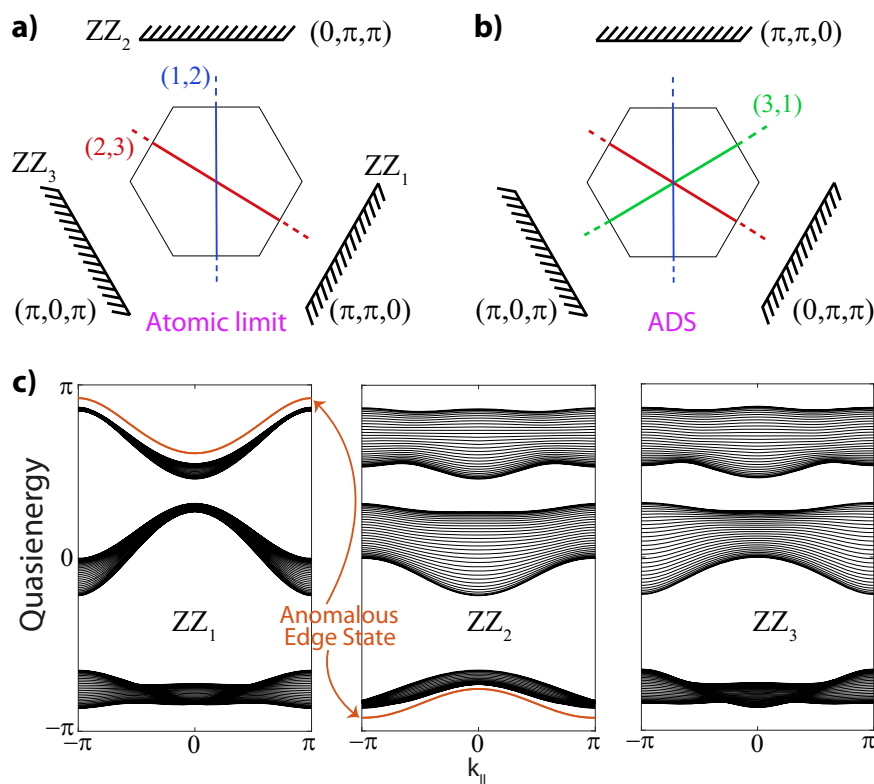 a)
ZZ₂
(0,π,π)
(1,2)
(2,3)
ZZ₃
ZZ₁
(π,0,π)
Atomic limit
(π,π,0)
b)
(π,π,0)
(3,1)
(π,0,π)
ADS
(0,π,π)
c)
Quasienergy
π
0
−π
−π
0
π
ZZ₁
Anomalous
Edge State
−π
0
π
k||
ZZ₂
−π
0
π
ZZ₃